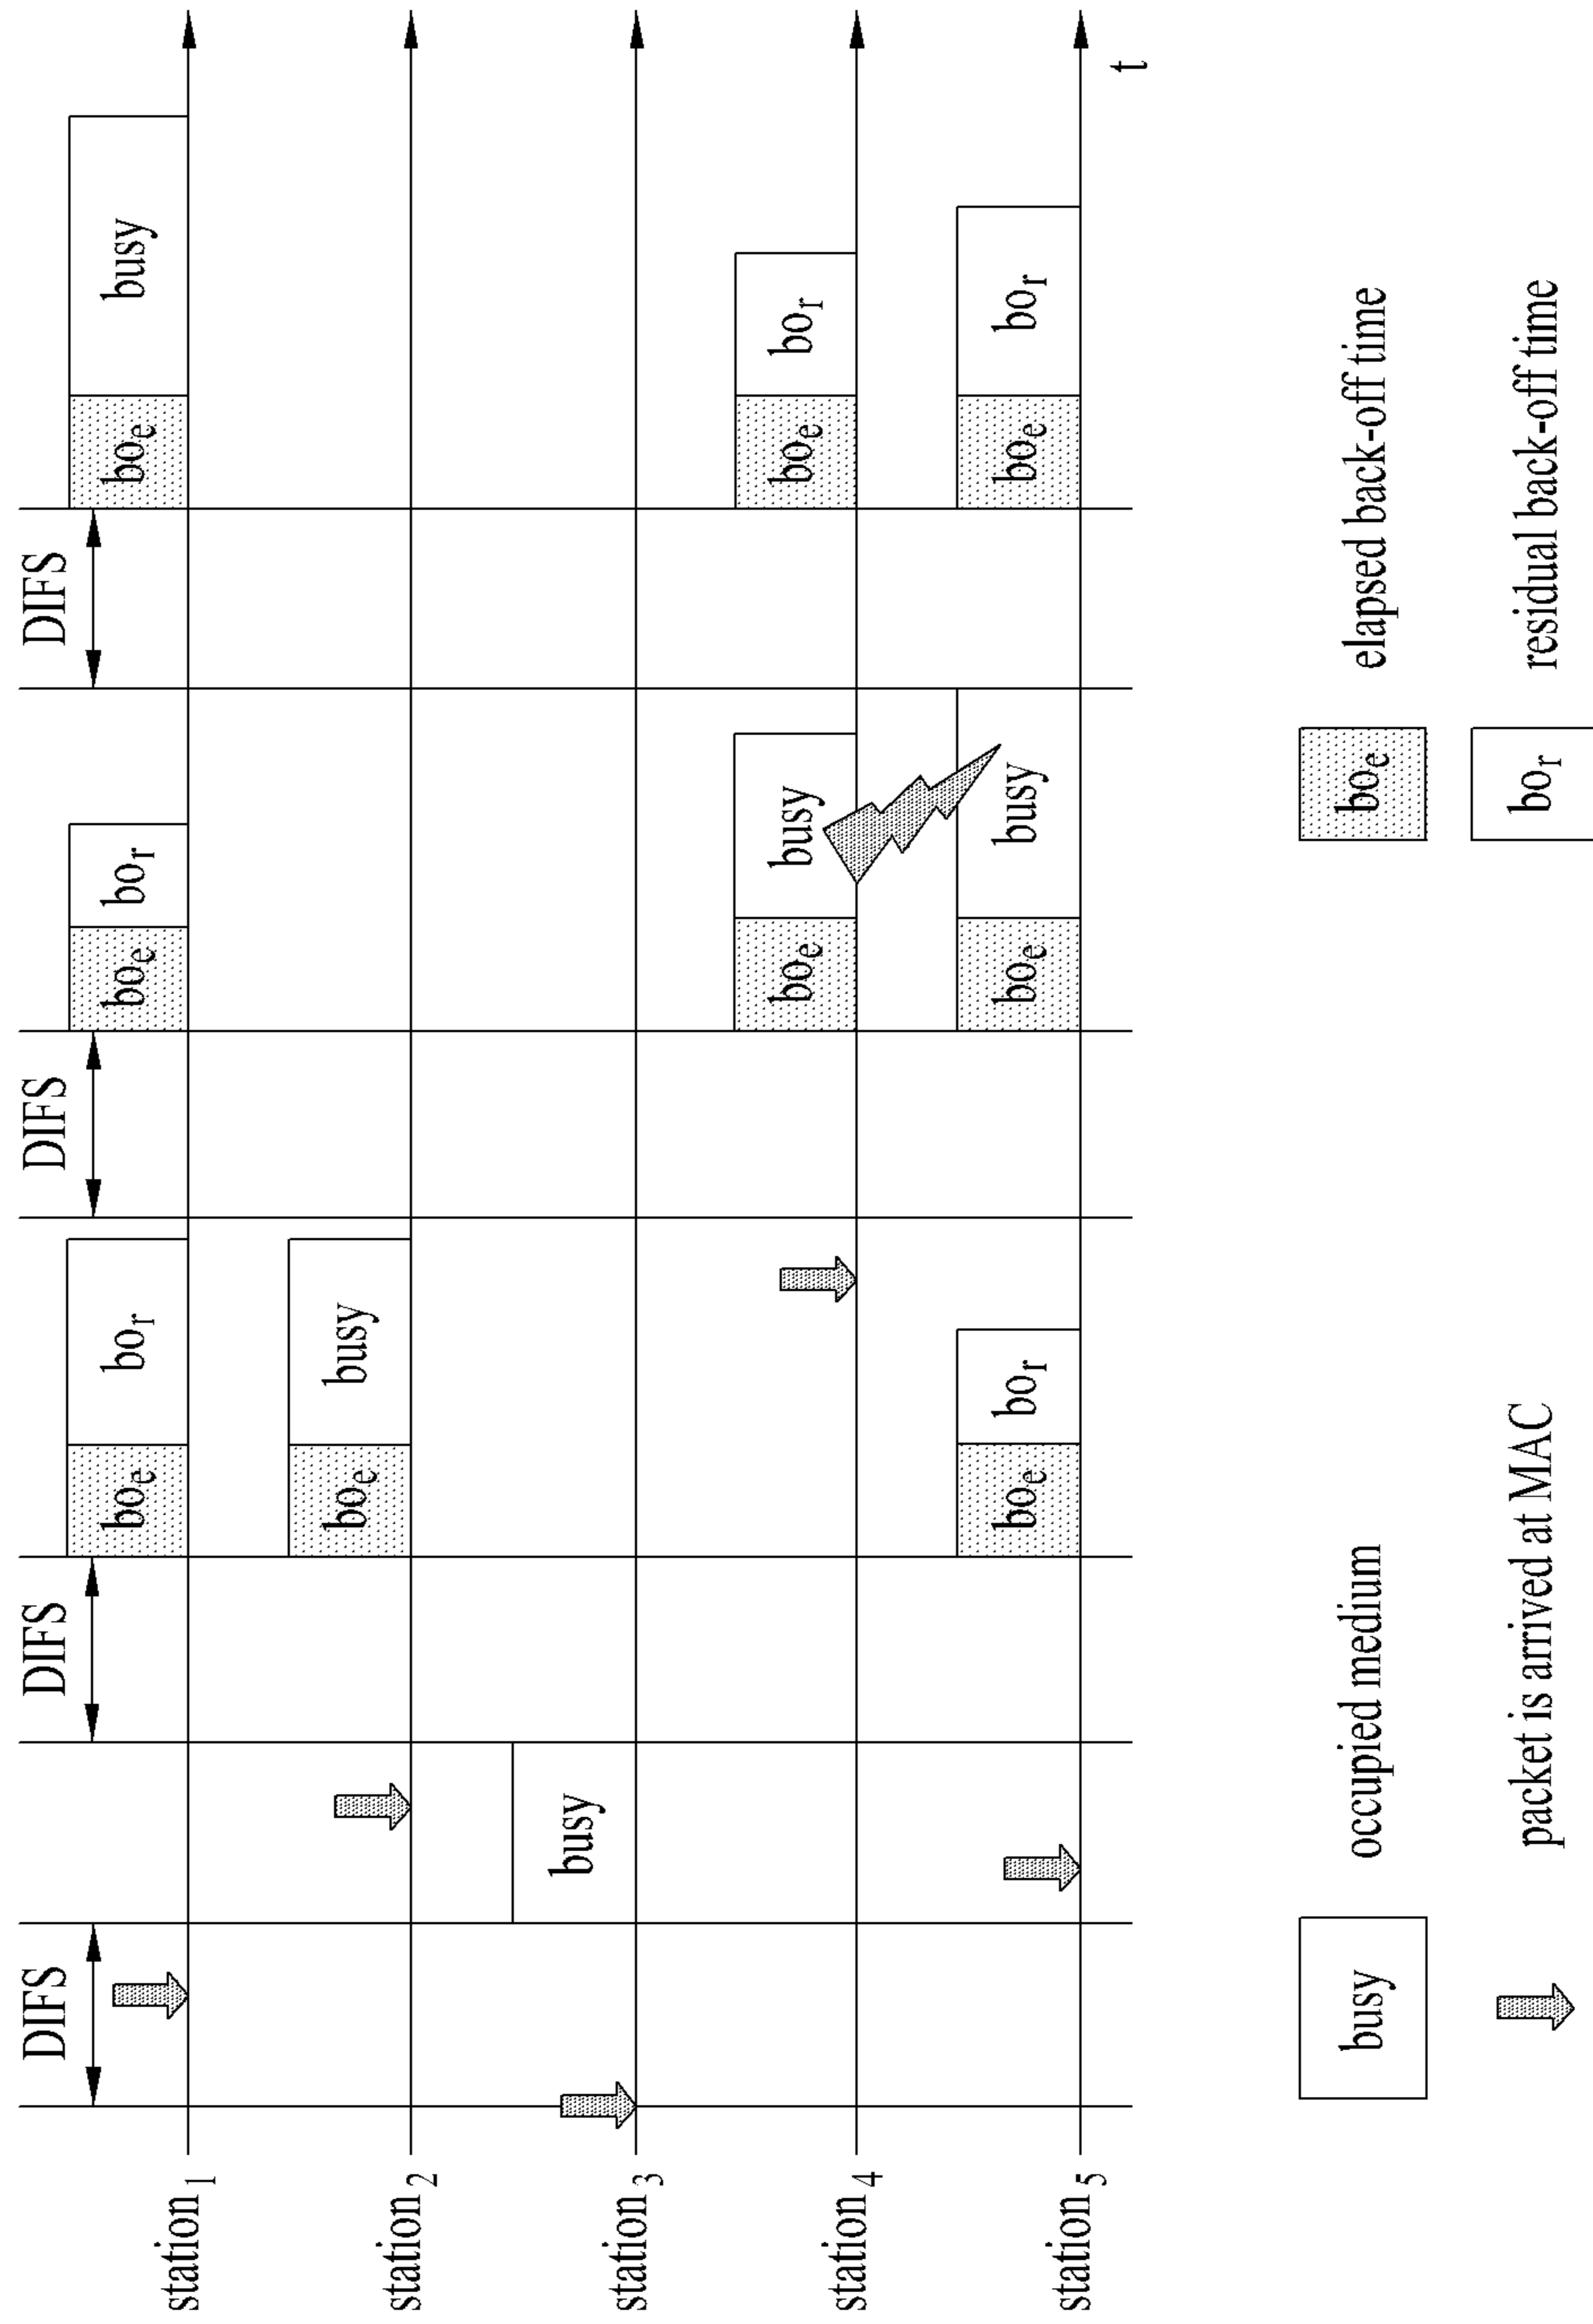 DIFS
DIFS
DIFS
DIFS
station1
boe
bor
boe
bor
boe
busy
station2
boe
busy
station3
busy
station4
boe
busy
boe
bor
station5
boe
bor
boe
busy
boe
bor
t
busy
occupied medium
boe
elapsed back-off time
packet is arrived at MAC
bor
residual back-off time